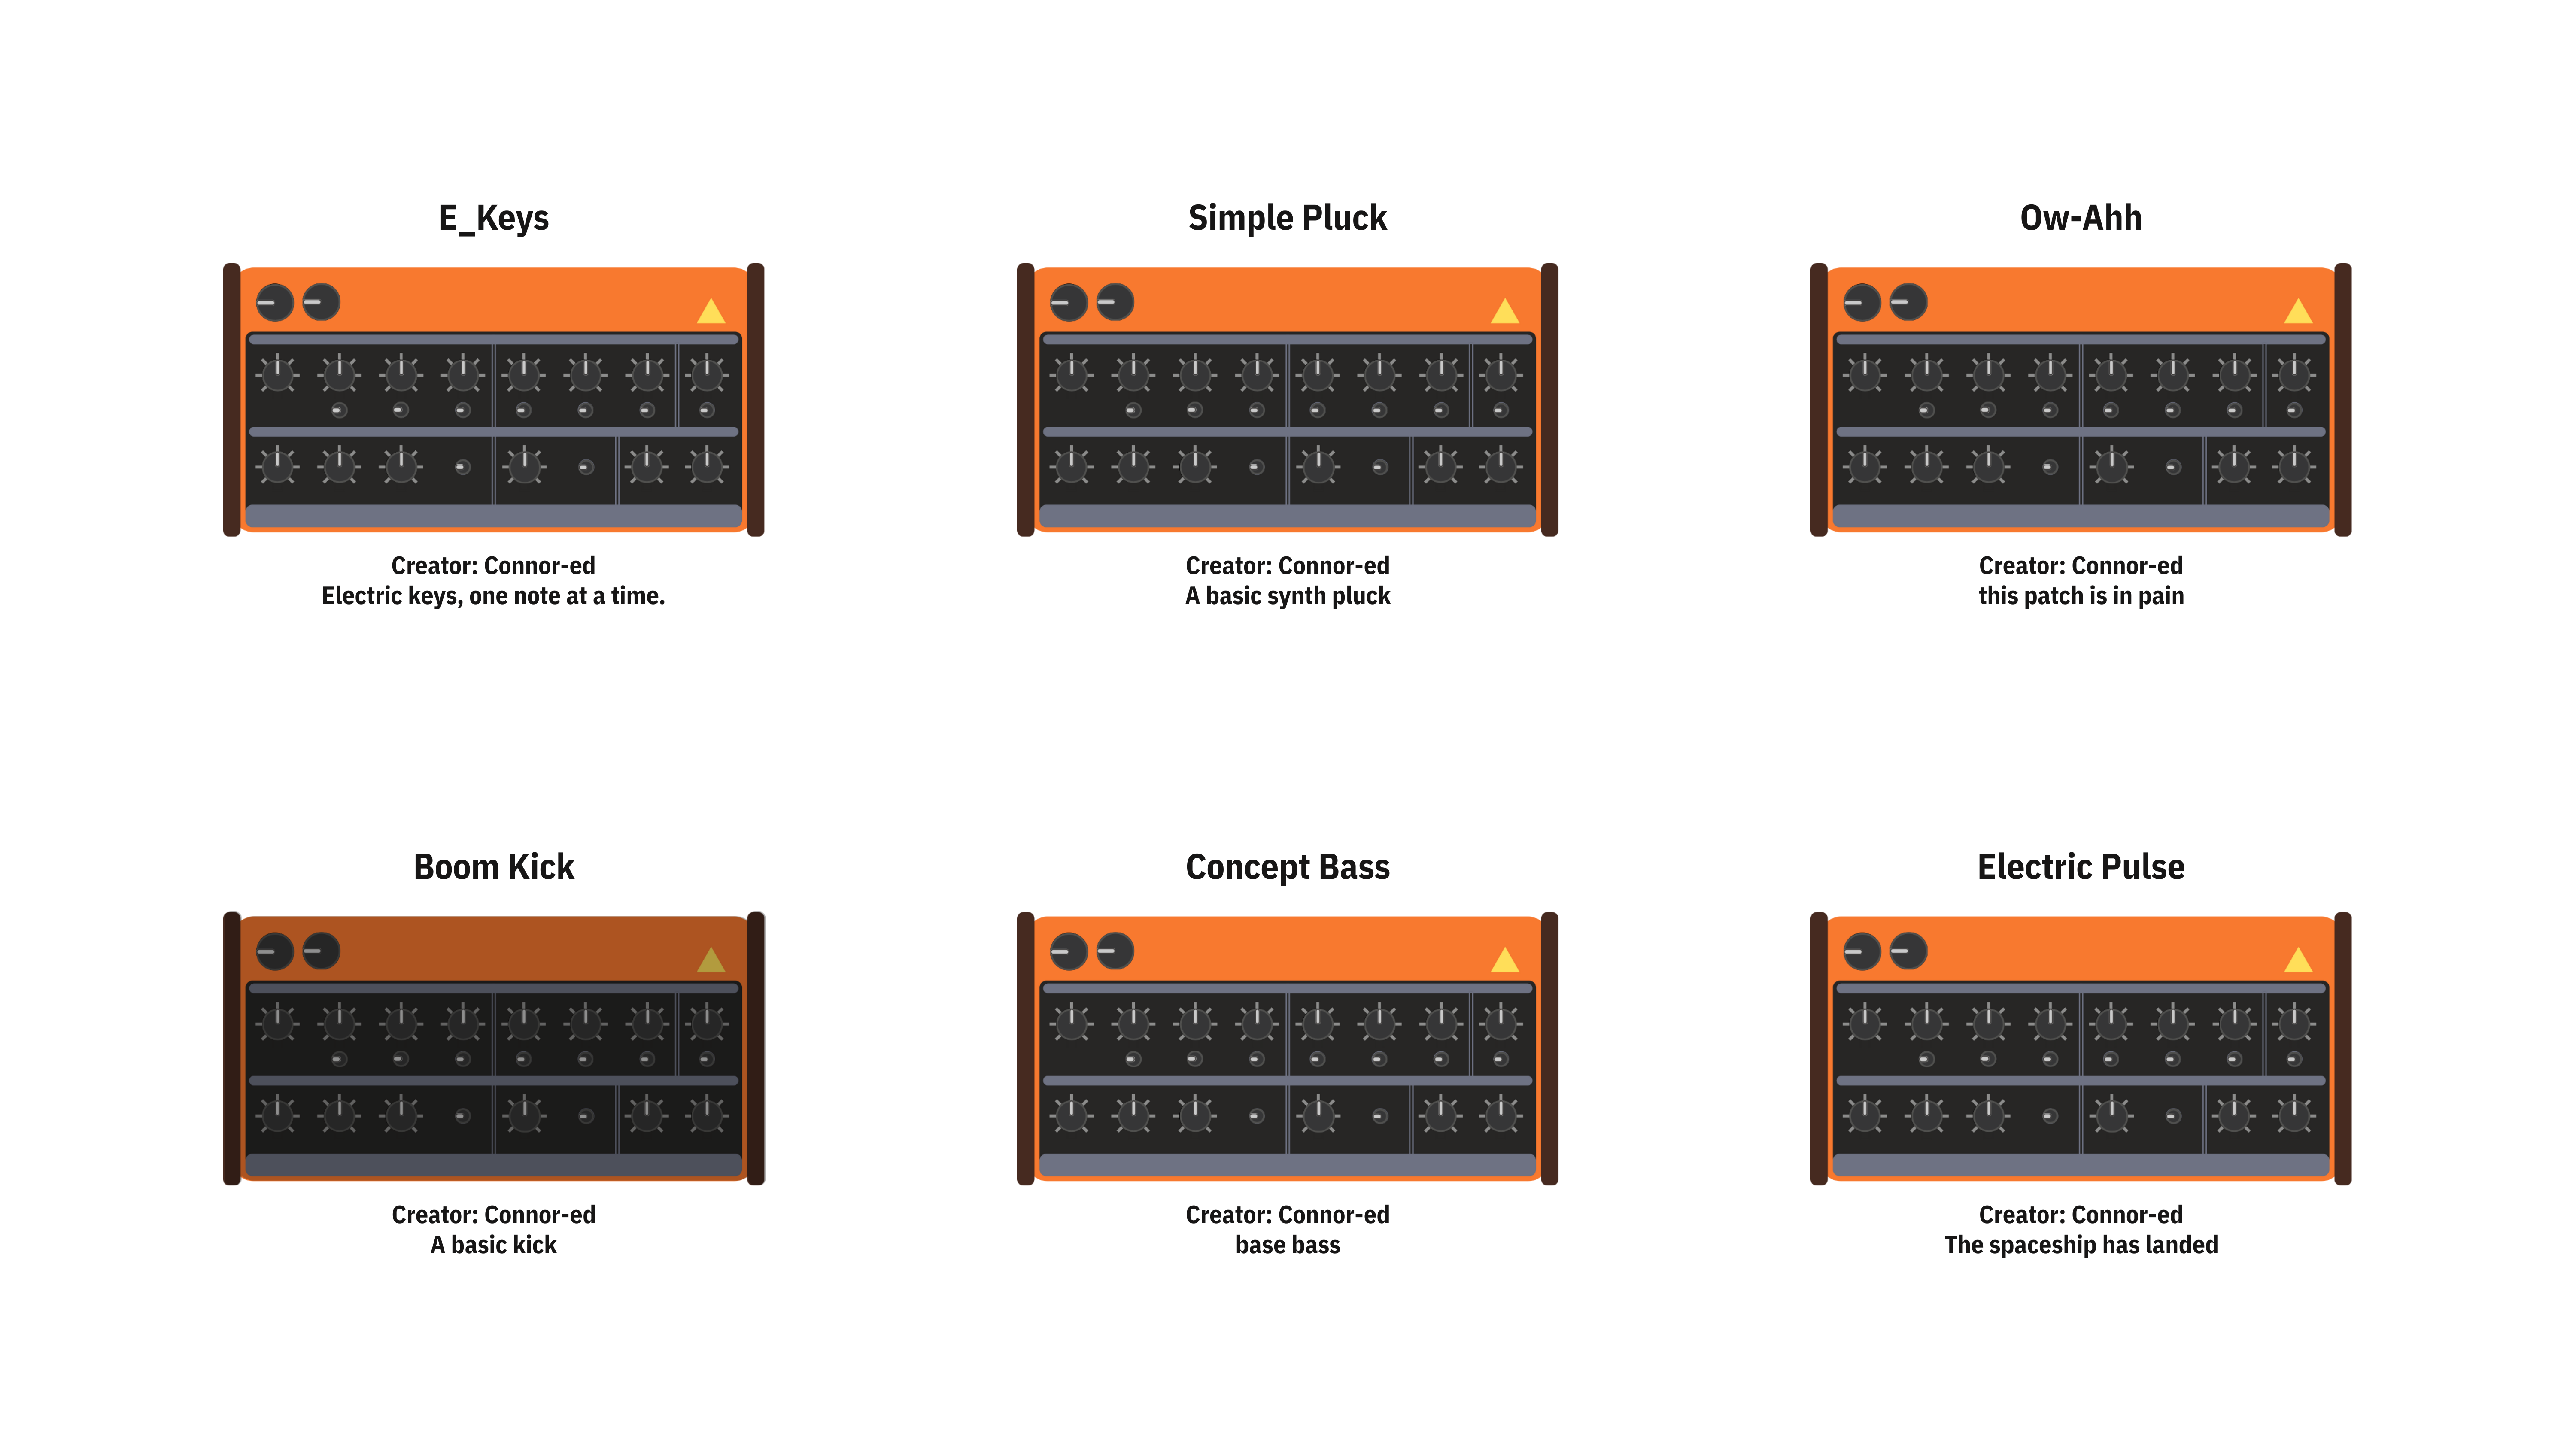 E_Keys
Creator: Connor-ed
Electric keys, one note at a time.
Simple Pluck
Creator: Connor-ed
A basic synth pluck
Ow-Ahh
Creator: Connor-ed
this patch is in pain
Boom Kick
Creator: Connor-ed
A basic kick
Concept Bass
Creator: Connor-ed
base bass
Electric Pulse
Creator: Connor-ed
The spaceship has landed